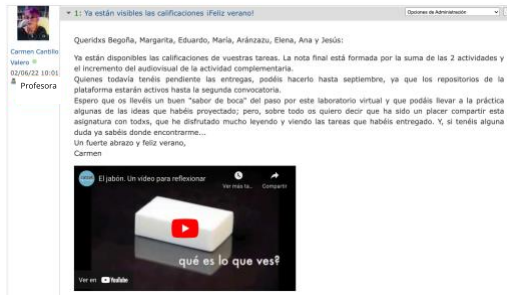 1: Ya están visibles las calificaciones ¡Feliz verano!
Opciones de Administración
Carmen Cantillo
Valero
02/06/22 10:01
Profesora
Queridxs Begoña, Margarita, Eduardo, María, Aránzazu, Elena, Ana y Jesús:
Ya están disponibles las calificaciones de vuestras tareas. La nota final está formada por la suma de las 2 actividades y
el incremento del audiovisual de la actividad complementaria.
Quienes todavía tenéis pendiente las entregas, podéis hacerlo hasta septiembre, ya que los repositorios de la
plataforma estarán activos hasta la segunda convocatoria.
Espero que os llevéis un buen "sabor de boca" del paso por este laboratorio virtual y que podáis llevar a la práctica
algunas de las ideas que habéis proyectado; pero, sobre todo os quiero decir que ha sido un placer compartir esta
asignatura con todxs, que he disfrutado mucho leyendo y viendo las tareas que habéis entregado. Y, si tenéis alguna
duda ya sabéis donde encontrarme...
Un fuerte abrazo y feliz verano,
Carmen
El jabón. Un vídeo para reflexionar
Ver más ta...
Compartir
qué es lo que ves?
Ver en YouTube